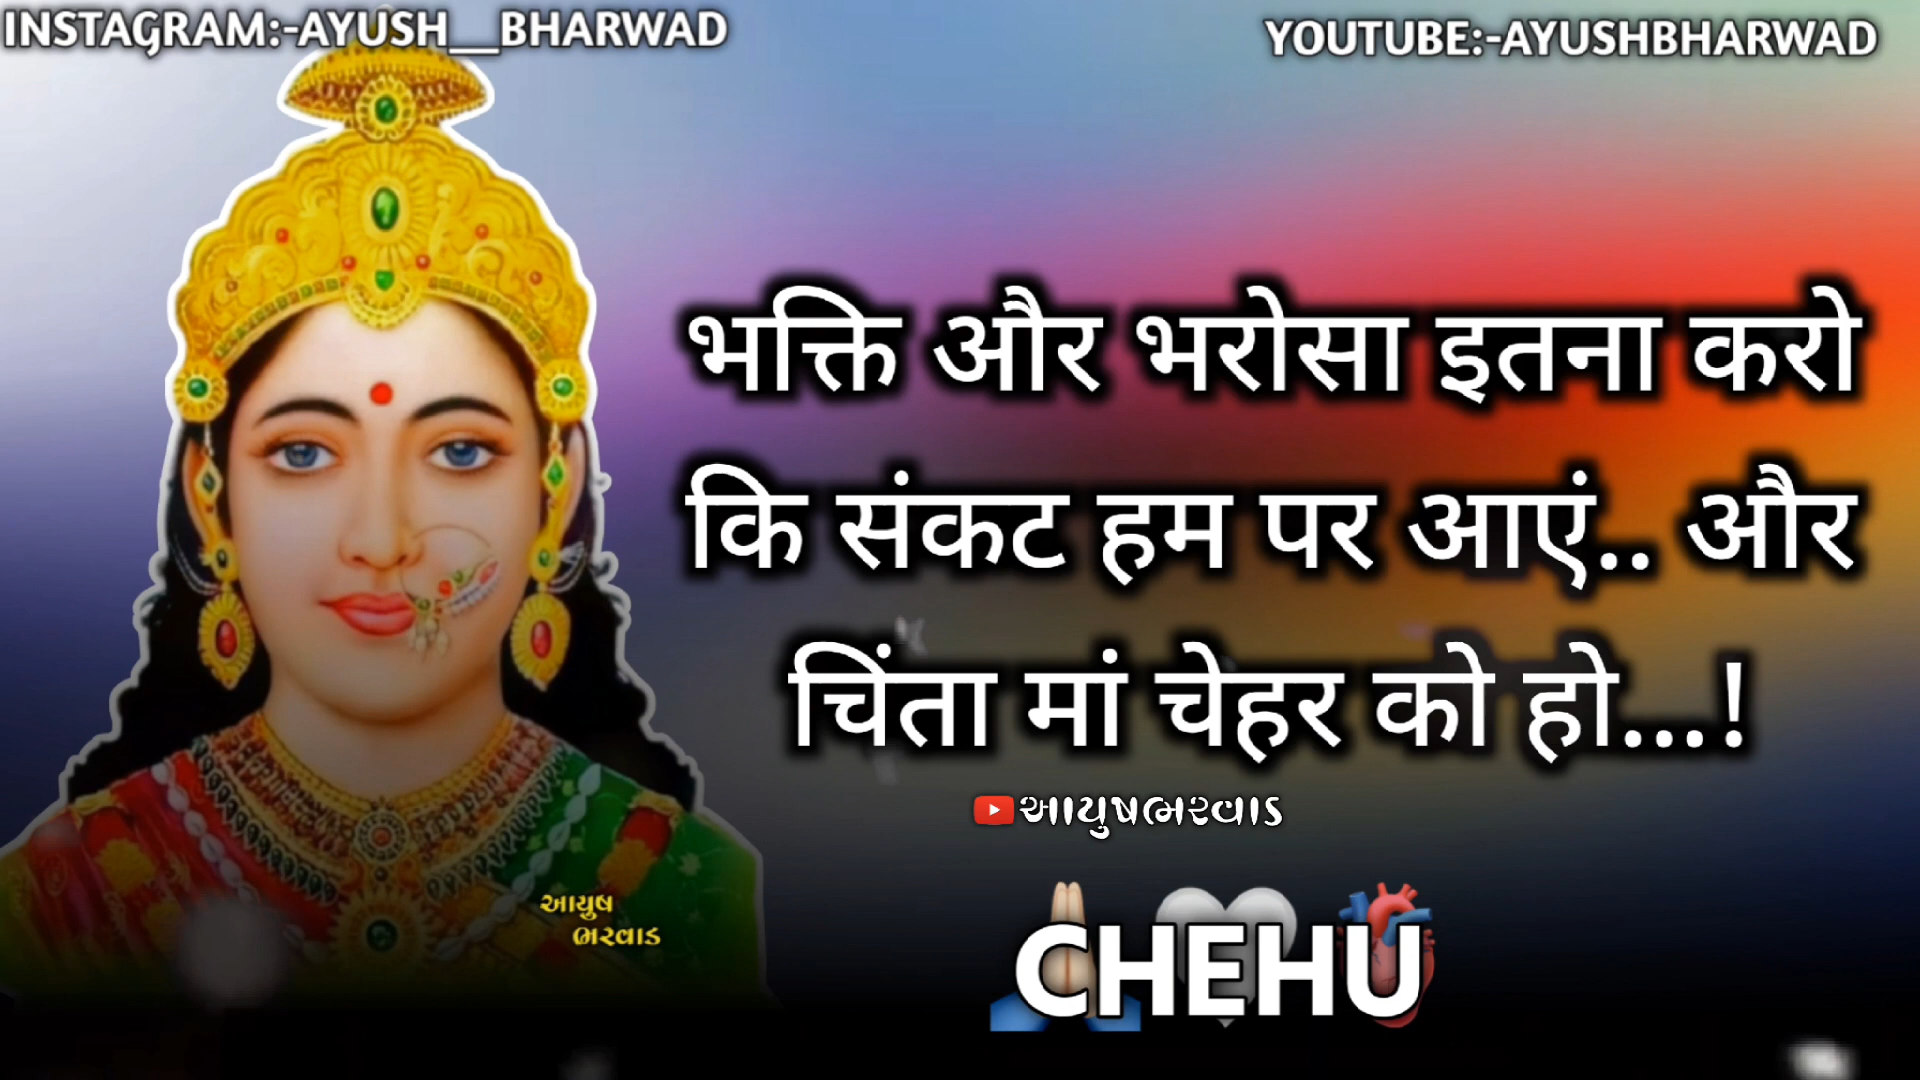 INSTAGRAM:-AYUSH__BHARWAD
YOUTUBE:-AYUSHBHARWAD
भक्ति और भरोसा इतना करो
कि संकट हम पर आएं.. और
चिंता मां चेहर को हो...!
આયુષભરવાડ
આયુષ
ભરવાડ
CHEHU